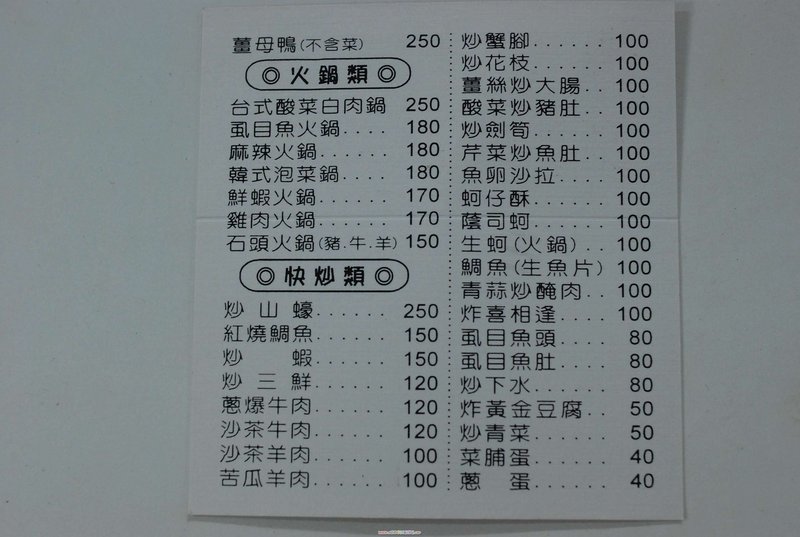 薑母鴨(不含菜) 250
◎火鍋類◎
台式酸菜白肉鍋 250
虱目魚火鍋.... 180
麻辣火鍋...... 180
韓式泡菜鍋.... 180
鮮蝦火鍋...... 170
雞肉火鍋...... 170
石頭火鍋(豬.牛.羊) 150
◎快炒類◎
炒山蠔...... 250
紅燒鯛魚...... 150
炒蝦...... 150
炒三鮮...... 120
蔥爆牛肉...... 120
沙茶牛肉...... 120
沙茶羊肉...... 100
苦瓜羊肉...... 100
炒蟹腳...... 100
炒花枝...... 100
薑絲炒大腸.. 100
酸菜炒豬肚.. 100
炒劍筍...... 100
芹菜炒魚肚.. 100
魚卵沙拉.... 100
蚵仔酥...... 100
蔭司蚵...... 100
生蚵(火鍋).. 100
鯛魚(生魚片) 100
青蒜炒醃肉.. 100
炸喜相逢.... 100
虱目魚頭.... 80
虱目魚肚.... 80
炒下水...... 80
炸黃金豆腐.. 50
炒青菜...... 50
菜脯蛋...... 40
蔥蛋...... 40